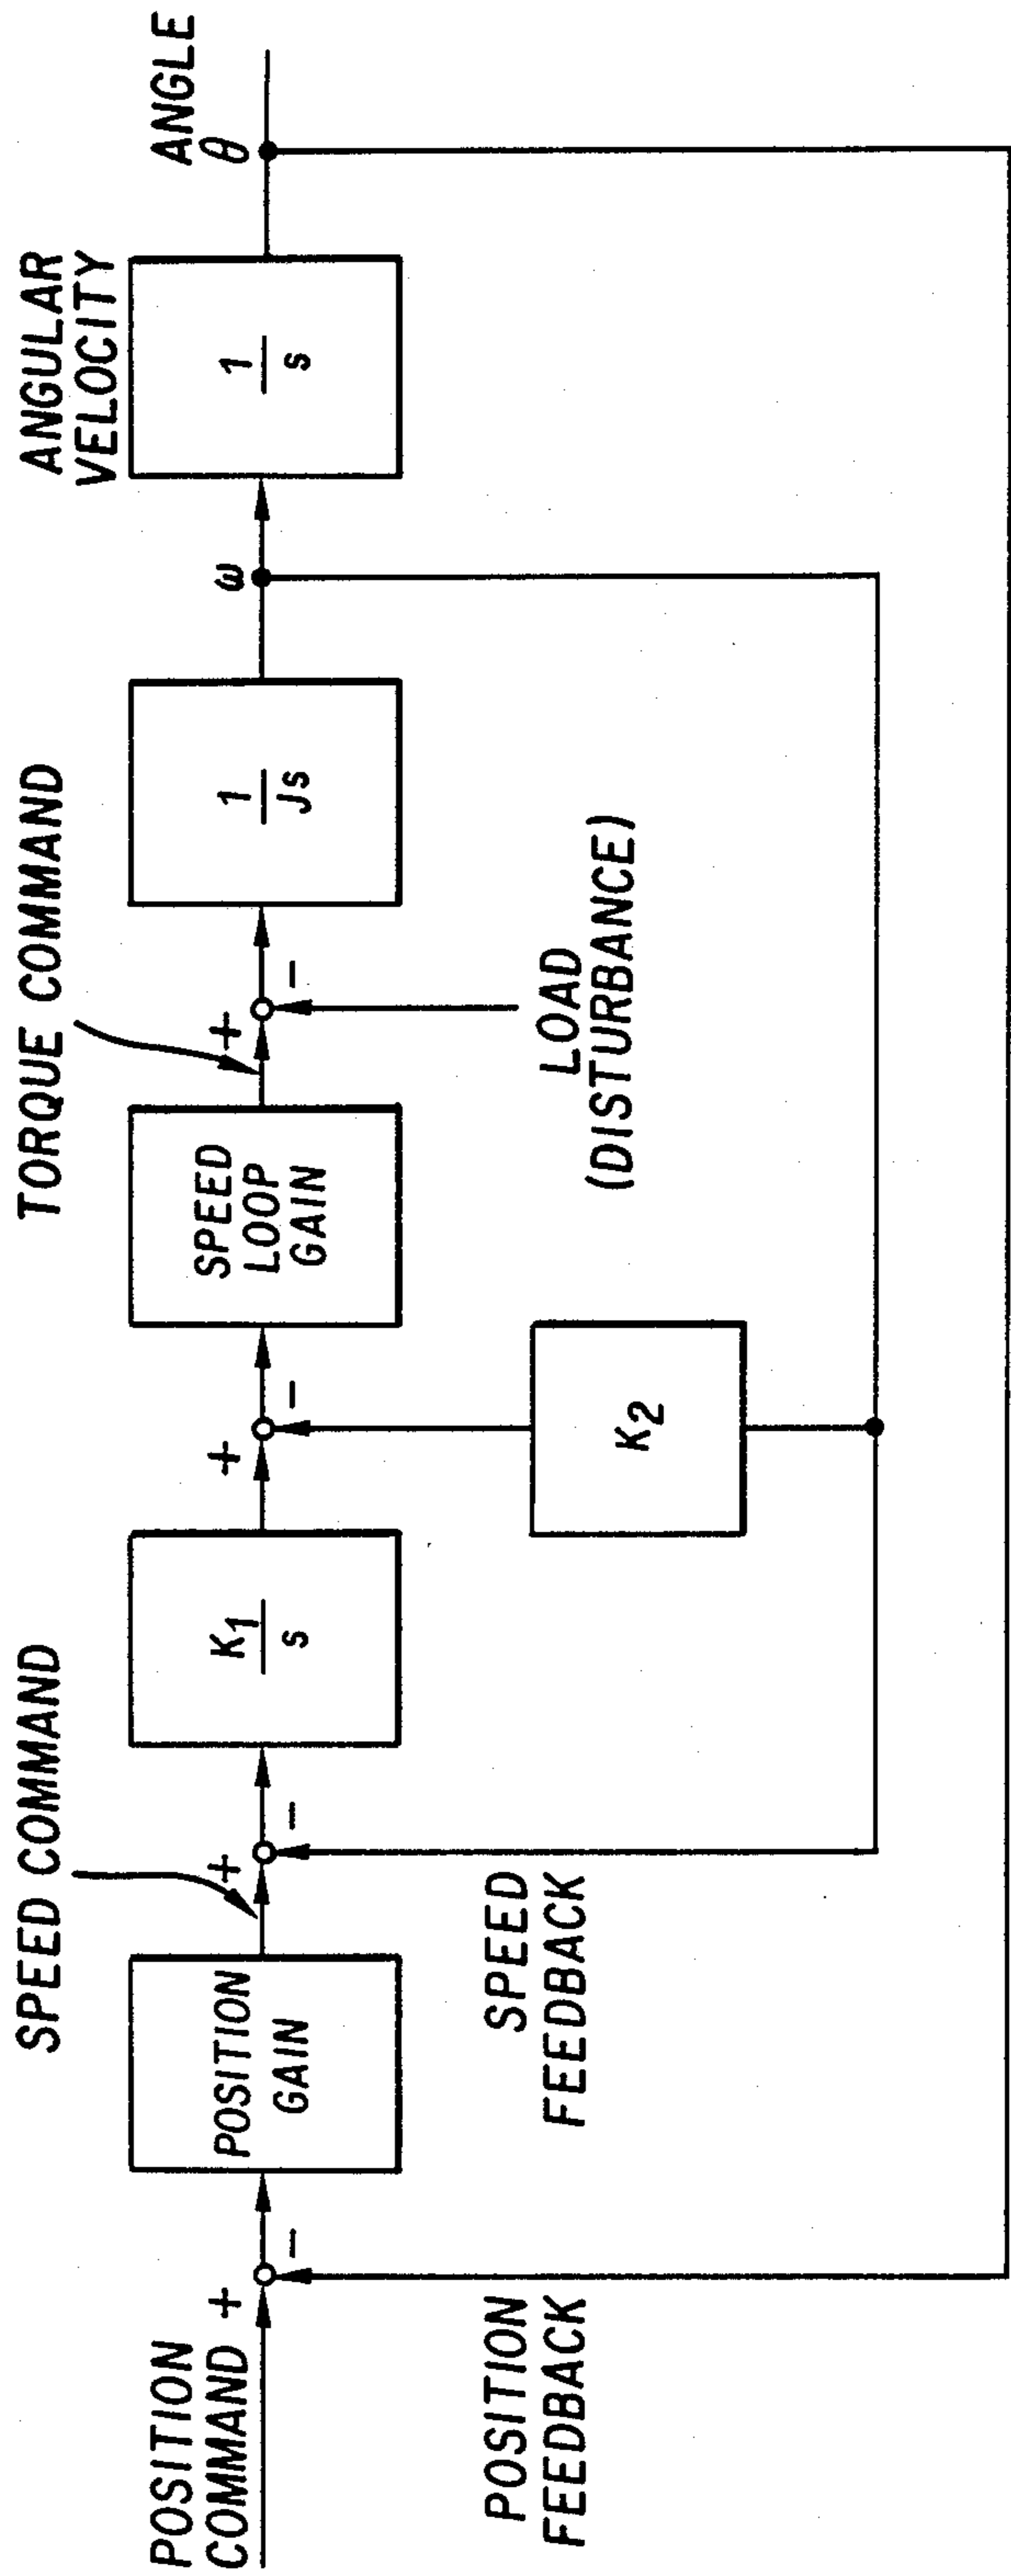 POSITION
COMMAND
+
-
POSITION
FEEDBACK
POSITION
GAIN
SPEED COMMAND
+
-
SPEED
FEEDBACK
K1
s
+
-
K2
SPEED
LOOP
GAIN
TORQUE COMMAND
+
-
LOAD
(DISTURBANCE)
1
Js
ω
ANGULAR
VELOCITY
1
s
ANGLE
θ